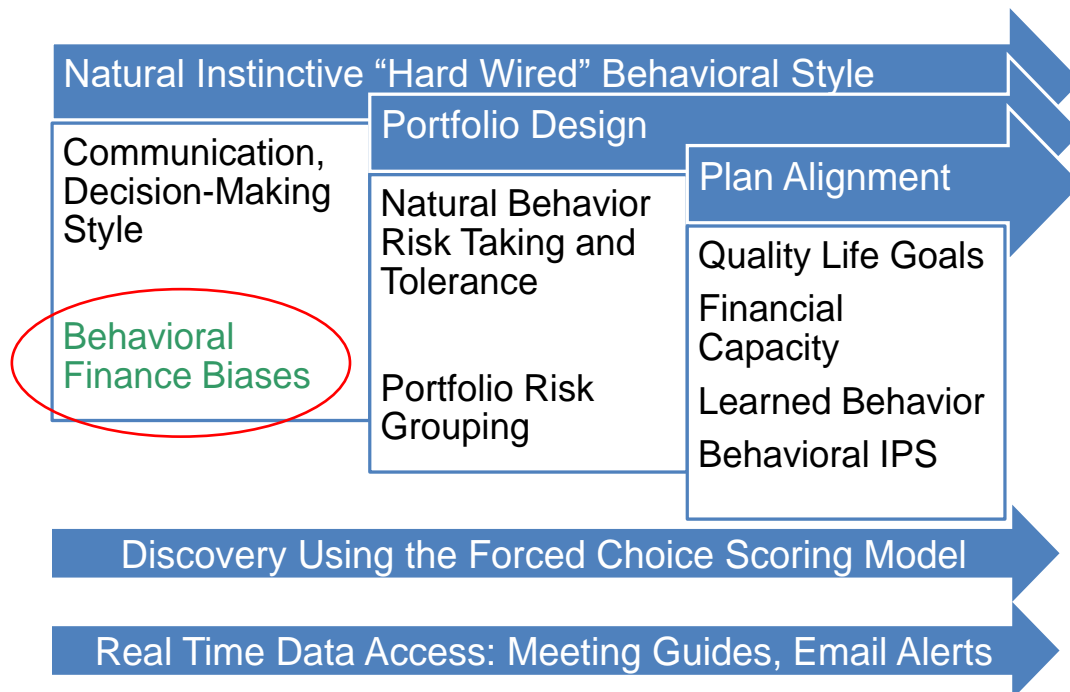 Natural Instinctive “Hard Wired” Behavioral Style
Communication,
Decision-Making
Style
Behavioral
Finance Biases
Portfolio Design
Natural Behavior
Risk Taking and
Tolerance
Portfolio Risk
Grouping
Plan Alignment
Quality Life Goals
Financial
Capacity
Learned Behavior
Behavioral IPS
Discovery Using the Forced Choice Scoring Model
Real Time Data Access: Meeting Guides, Email Alerts